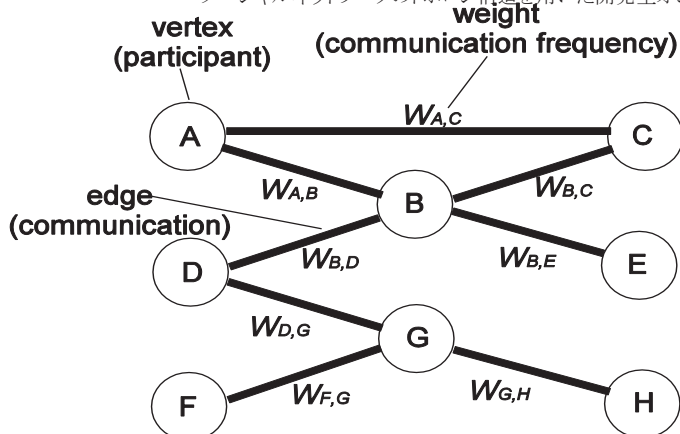 weight
vertex
(participant)
(communication frequency)
WA,C
A
C
WA,B
WB,C
B
edge
(communication)
WB,D
WB,E
D
E
WD,G
G
WF,G
WG,H
F
H